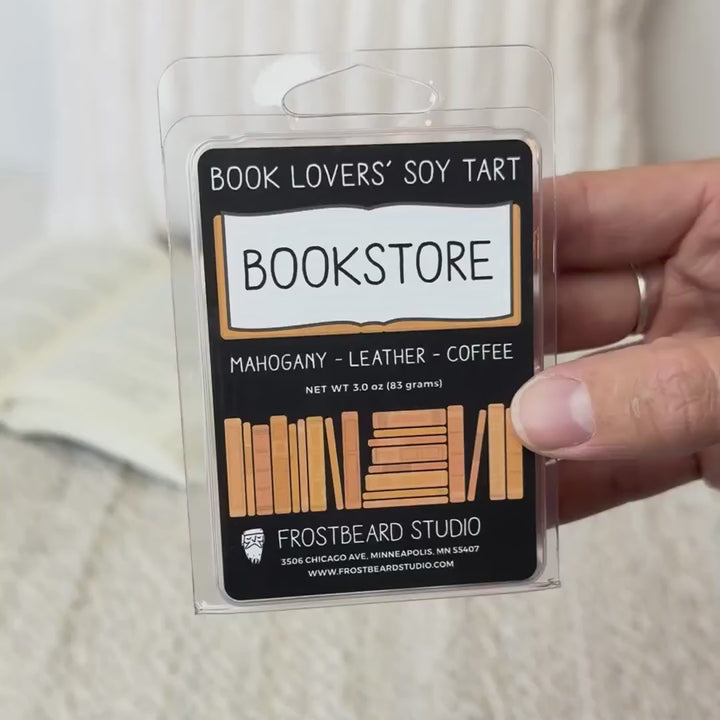 BOOK LOVERS' SOY TART
BOOKSTORE
MAHOGANY - LEATHER - COFFEE
NET WT 3.0 oz (83 grams)
FROSTBEARD STUDIO
3506 CHICAGO AVE, MINNEAPOLIS, MN 55407
WWW.FROSTBEARDSTUDIO.COM